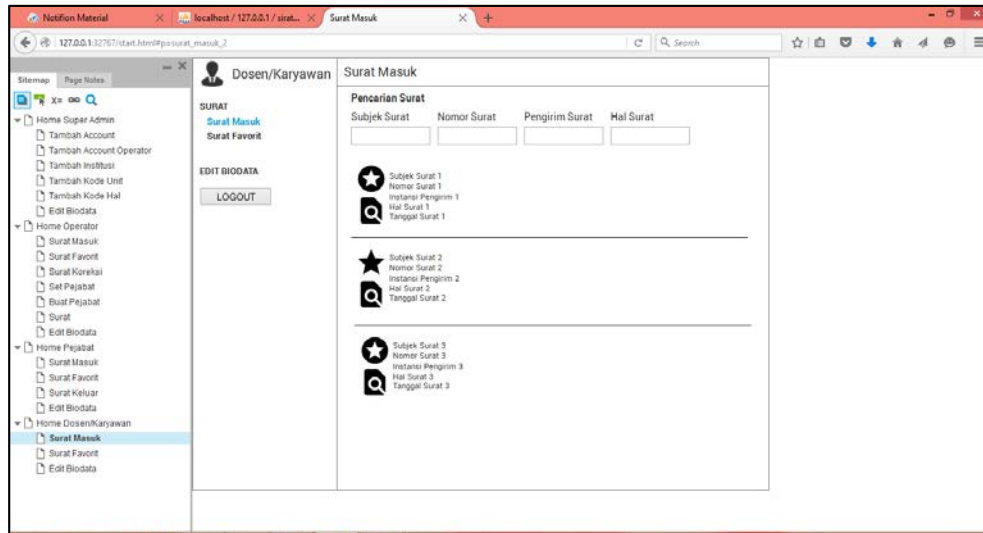 Notifion Material
localhost / 127.0.0.1 / sirat...
Surat Masuk
127.0.0.1:32767/start.html#p=surat_masuk_2
Search
Sitemap Page Notes
Home Super Admin
Tambah Account
Tambah Account Operator
Tambah Institusi
Tambah Kode Unit
Tambah Kode Hal
Edit Biodata
Home Operator
Surat Masuk
Surat Favorit
Surat Koreksi
Set Pejabat
Buat Pejabat
Surat
Edit Biodata
Home Pejabat
Surat Masuk
Surat Favorit
Surat Keluar
Edit Biodata
Home Dosen/Karyawan
Surat Masuk
Surat Favorit
Edit Biodata
Dosen/Karyawan
SURAT
Surat Masuk
Surat Favorit
EDIT BIODATA
LOGOUT
Surat Masuk
Pencarian Surat
Subjek Surat Nomor Surat Pengirim Surat Hal Surat
Subjek Surat 1
Nomor Surat 1
Instansi Pengirim 1
Hal Surat 1
Tanggal Surat 1
Subjek Surat 2
Nomor Surat 2
Instansi Pengirim 2
Hal Surat 2
Tanggal Surat 2
Subjek Surat 3
Nomor Surat 3
Instansi Pengirim 3
Hal Surat 3
Tanggal Surat 3